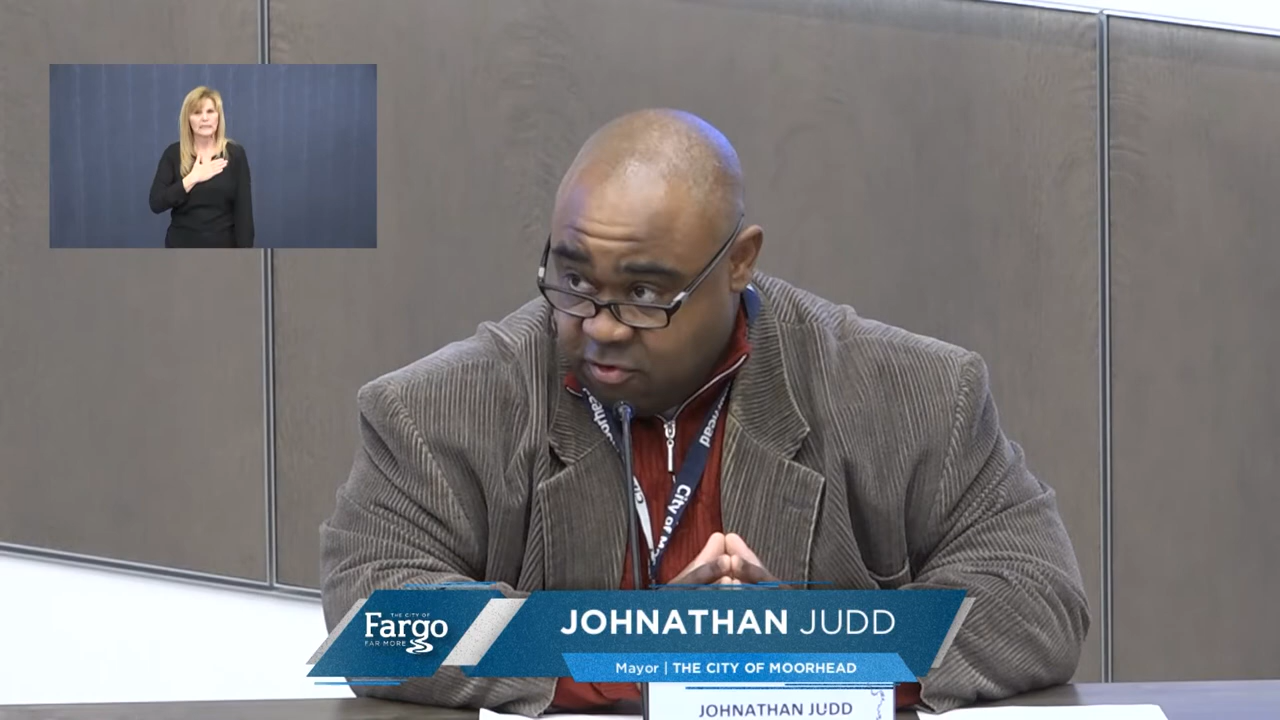 City of M
THE CITY OF
Fargo
FAR MORE
JOHNATHAN JUDD
Mayor | THE CITY OF MOORHEAD
JOHNATHAN JUDD